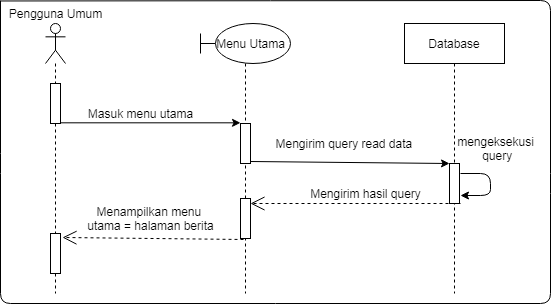 Pengguna Umum
Menu Utama
Database
Masuk menu utama
Mengirim query read data
mengeksekusi
query
Mengirim hasil query
Menampilkan menu
utama = halaman berita